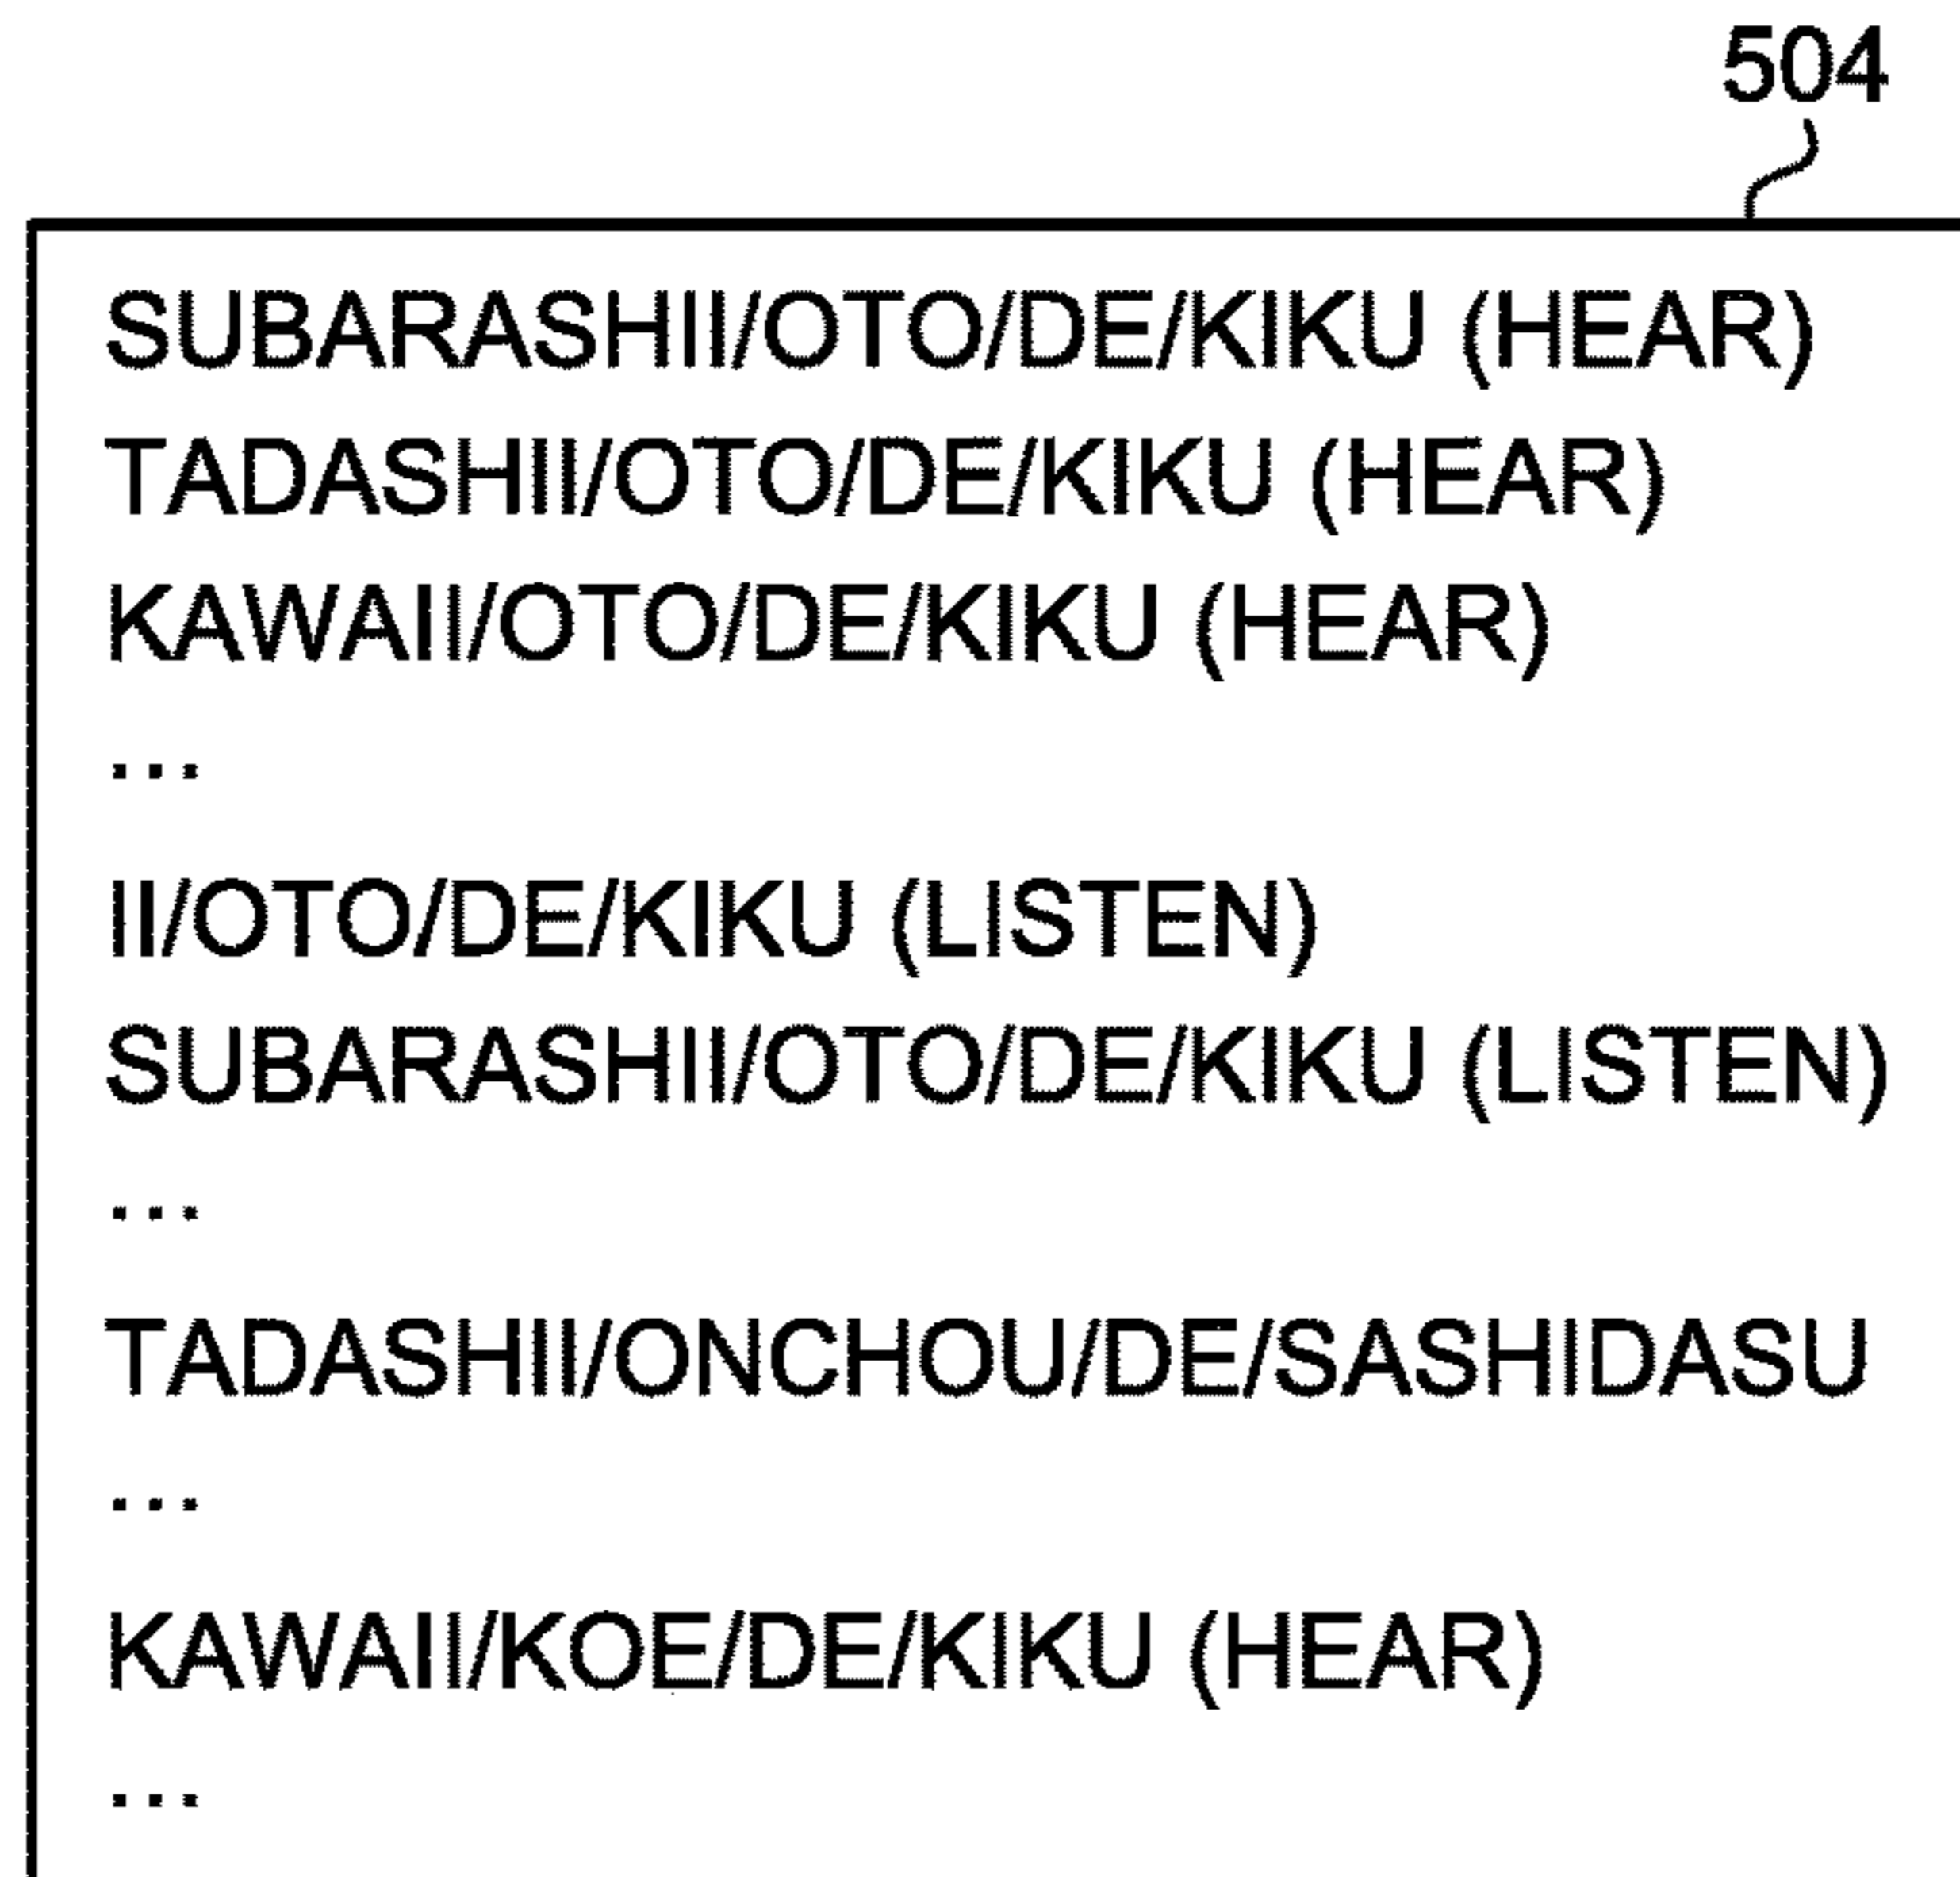 504
SUBARASHII/OTO/DE/KIKU (HEAR)
TADASHII/OTO/DE/KIKU (HEAR)
KAWAII/OTO/DE/KIKU (HEAR)
...
II/OTO/DE/KIKU (LISTEN)
SUBARASHII/OTO/DE/KIKU (LISTEN)
...
TADASHII/ONCHOU/DE/SASHIDASU
...
KAWAII/KOE/DE/KIKU (HEAR)
...